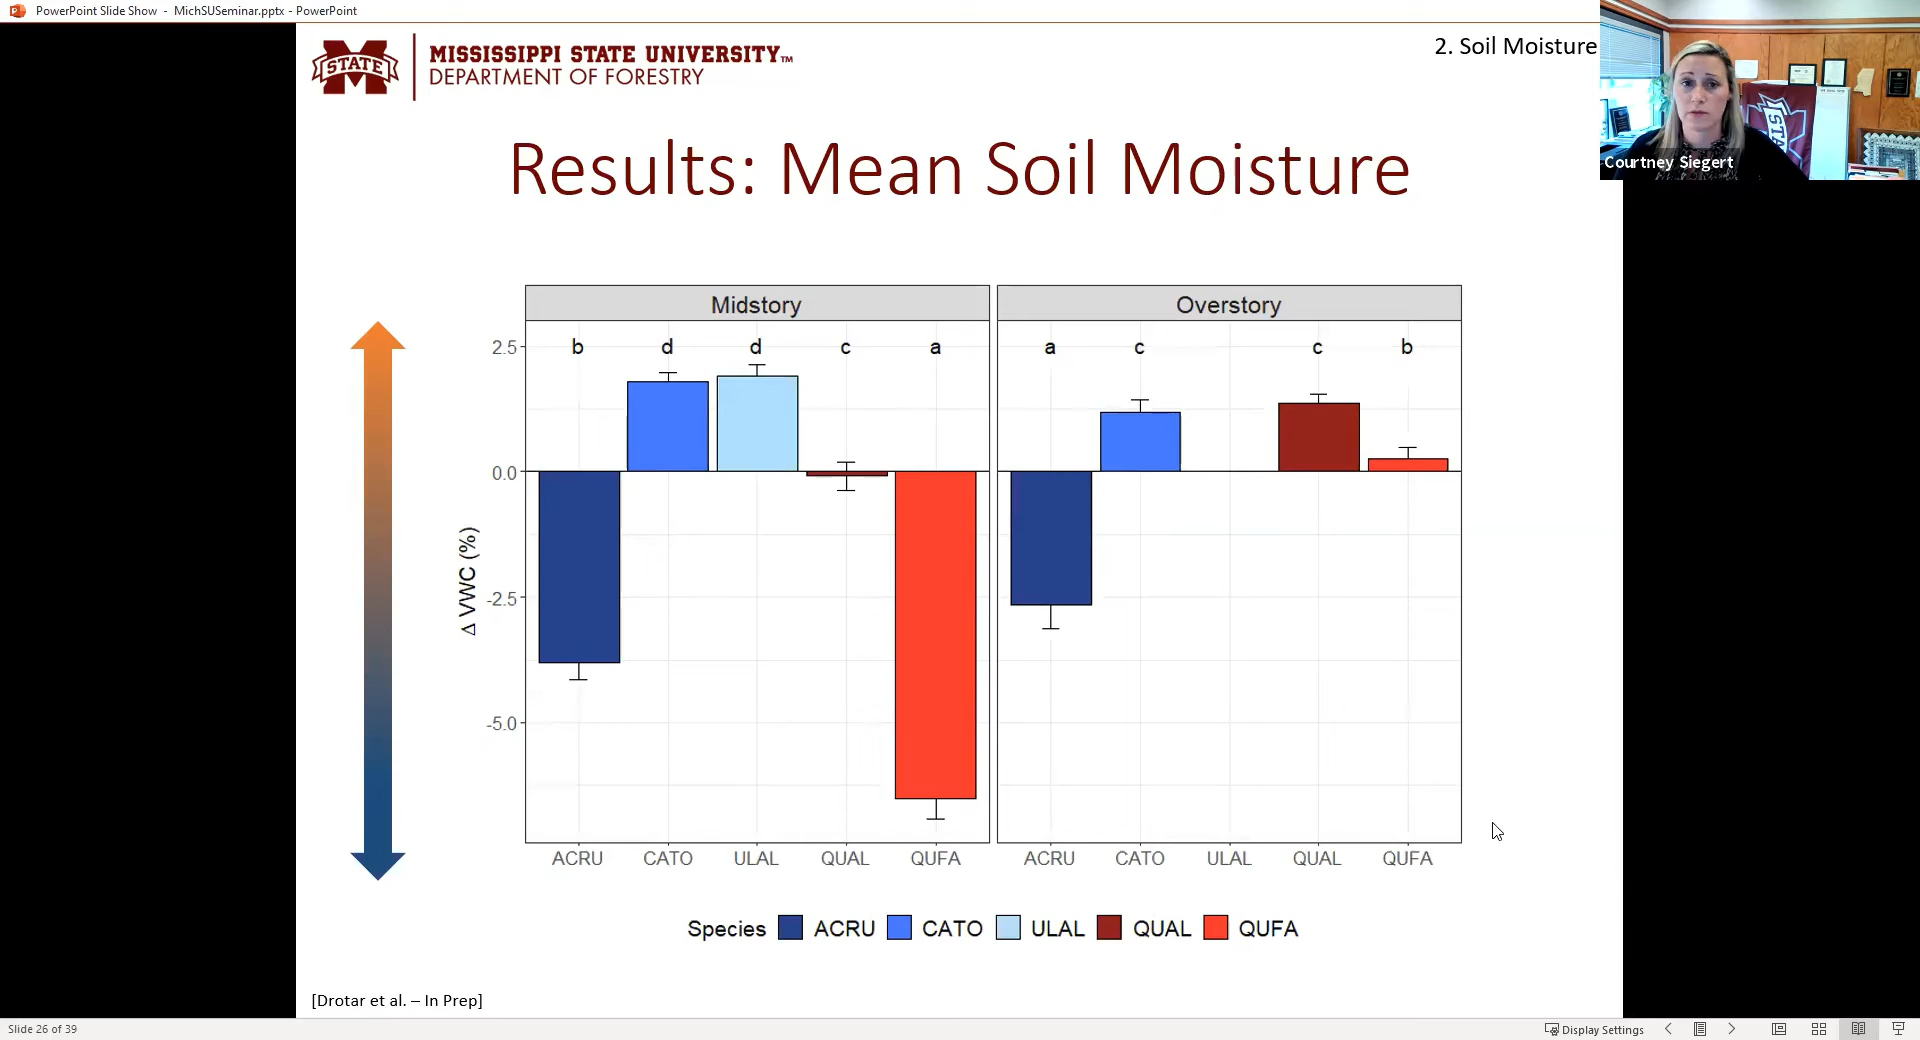 PowerPoint Slide Show - MichSUSeminar.pptx - PowerPoint
STATE
MISSISSIPPI STATE UNIVERSITY™
DEPARTMENT OF FORESTRY
2. Soil Moisture
Courtney Siegert
Results: Mean Soil Moisture
Midstory
Overstory
b d d c a
a c c b
2.5
0.0
-2.5
-5.0
Δ VWC (%)
ACRU CATO ULAL QUAL QUFA
ACRU CATO ULAL QUAL QUFA
Species ACRU CATO ULAL QUAL QUFA
[Drotar et al. – In Prep]
Slide 26 of 39
Display Settings